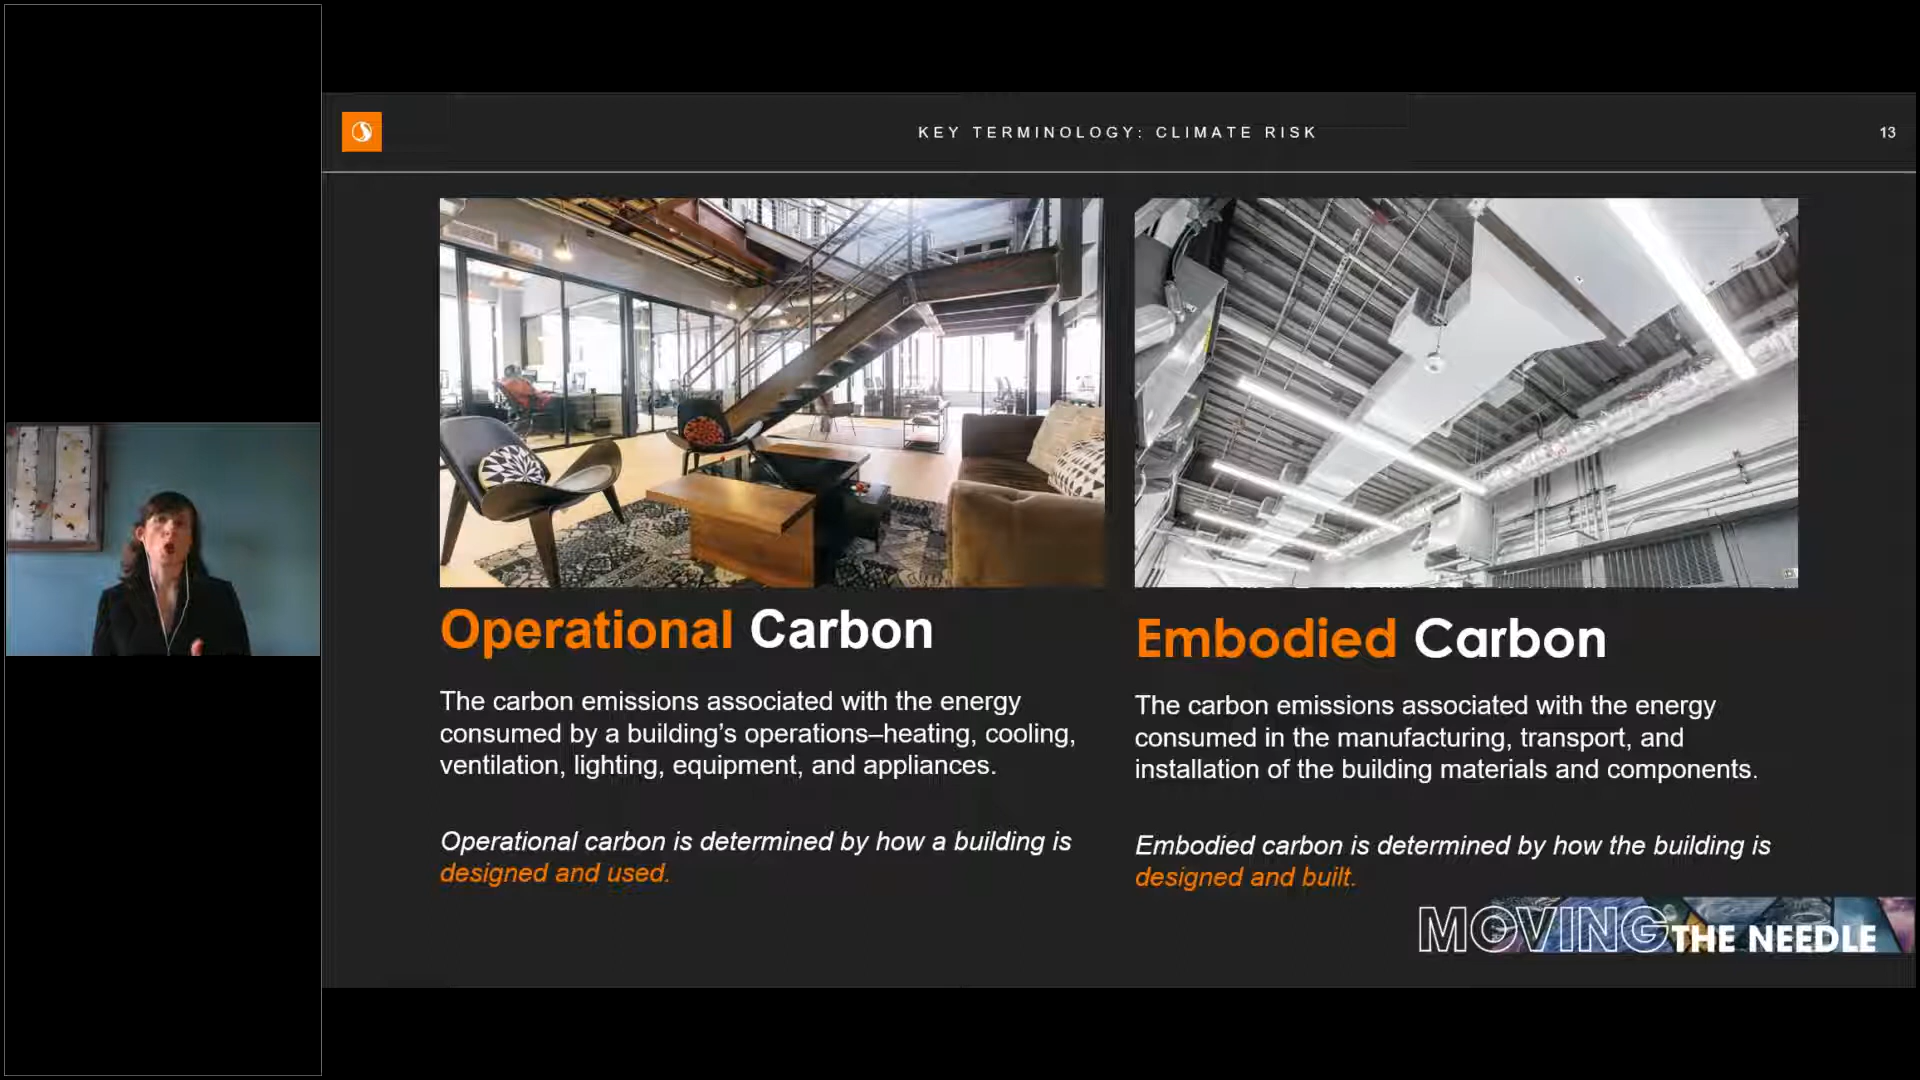 KEY TERMINOLOGY: CLIMATE RISK
13
Operational Carbon
The carbon emissions associated with the energy
consumed by a building’s operations–heating, cooling,
ventilation, lighting, equipment, and appliances.
Operational carbon is determined by how a building is
designed and used.
Embodied Carbon
The carbon emissions associated with the energy
consumed in the manufacturing, transport, and
installation of the building materials and components.
Embodied carbon is determined by how the building is
designed and built.
MOVING THE NEEDLE